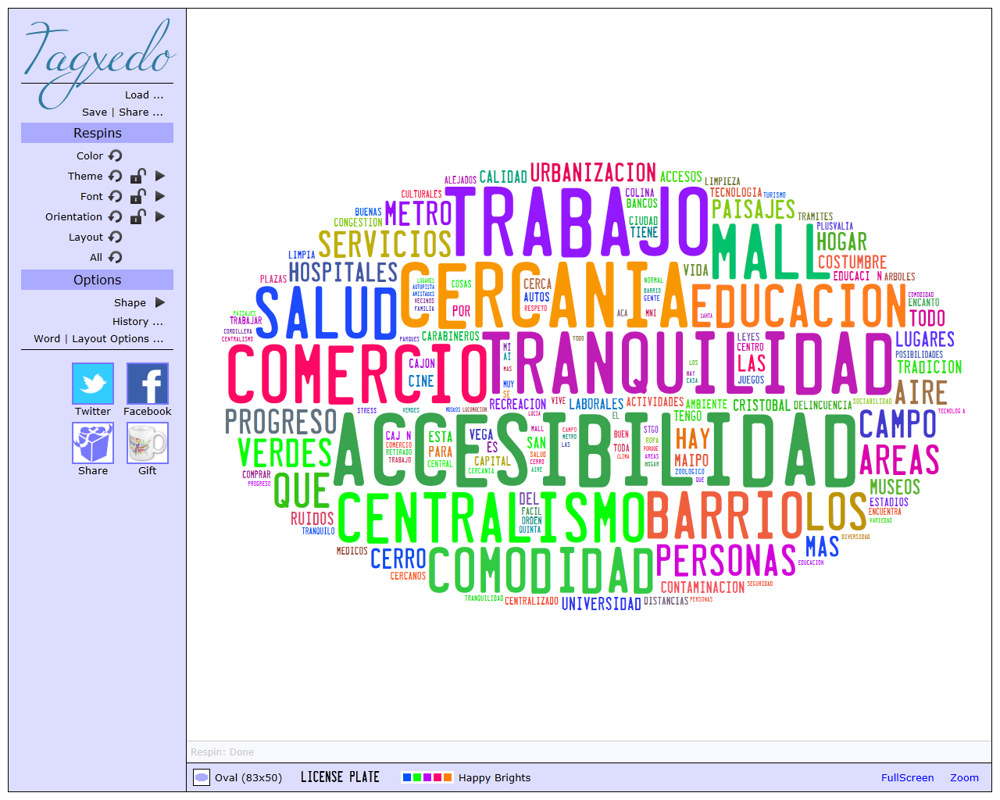 Tagxedo
Load ...
Save | Share ...
Respins
Color
Theme
Font
Orientation
Layout
All
Options
Shape
History ...
Word | Layout Options ...
Twitter
Facebook
Share
Gift
ALEJADOS CALIDAD URBANIZACION ACCESOS LIMPIEZA
CULTURALES TRABAJO COLINA TECNOLOGIA TURISMO
BUENAS METRO BANCOS PAISAJES TRAMITES
CONGESTION CIUDAD PLUSVALIA
SERVICIOS TIENE MALL HOGAR
LIMPIA COSTUMBRE
PLAZAS HOSPITALES CERCANIA VIDA EDUCACI N ARBOLES
LUGARES COSAS CERCA NORMAL
AUTOPISTA
AMISTADES AUTOS BARRIO COMODIDAD
VECINOS GENTE ENCANTO
SALUD FAMILIA POR RESPETO ACA MNI SANTA EDUCACION TODO
PAISAJES
TRABAJAR
CORDILLERA
CENTRALISMO PARQUES CARABINEROS TRANQUILIDAD TODO LEYES LUGARES
COMERCIO MI CENTRO
AI POSIBILIDADES
CAJON MAS LOS LAS TRADICION
CINE HAY
MUY CASA JUEGOS
SE AIRE
RECREACION VIVE LABORALES ACTIVIDADES AMBIENTE CRISTOBAL DELINCUENCIA SOCIABILIDAD
PROGRESO STRESS VERDES MUSEOS LOCOMOCION LUCIA EL TENGO CAMPO TECNOLOG A
ACCESIBILIDAD
CAJ N ESTA VEGA MALL CAMPO BUEN STGO HAY
COMERCIO PARA ES SAN METRO TODA ROPA
VERDES RETIRADO LAS PORQUE AREAS
TRABAJO CENTRAL CAPITAL SALUD CLIMA AREAS MAIPO
CERCANIA CERRO HOGAR
AIRE ZOOLOGICO
COMPRAR QUE
PROGRESO QUE MUSEOS
CENTRALISMO DEL BARRIO LOS ESTADIOS
RUIDOS FACIL ENCUENTRA
ORDEN VARIEDAD
TRANQUILO QUINTA DIVERSIDAD
MEDICOS CERRO COMODIDAD PERSONAS MAS
EDUCACION
CERCANOS CONTAMINACION SEGURIDAD
TRANQUILIDAD CENTRALIZADO UNIVERSIDAD DISTANCIAS PERSONAS
Respin: Done
Oval (83x50) LICENSE PLATE Happy Brights FullScreen Zoom